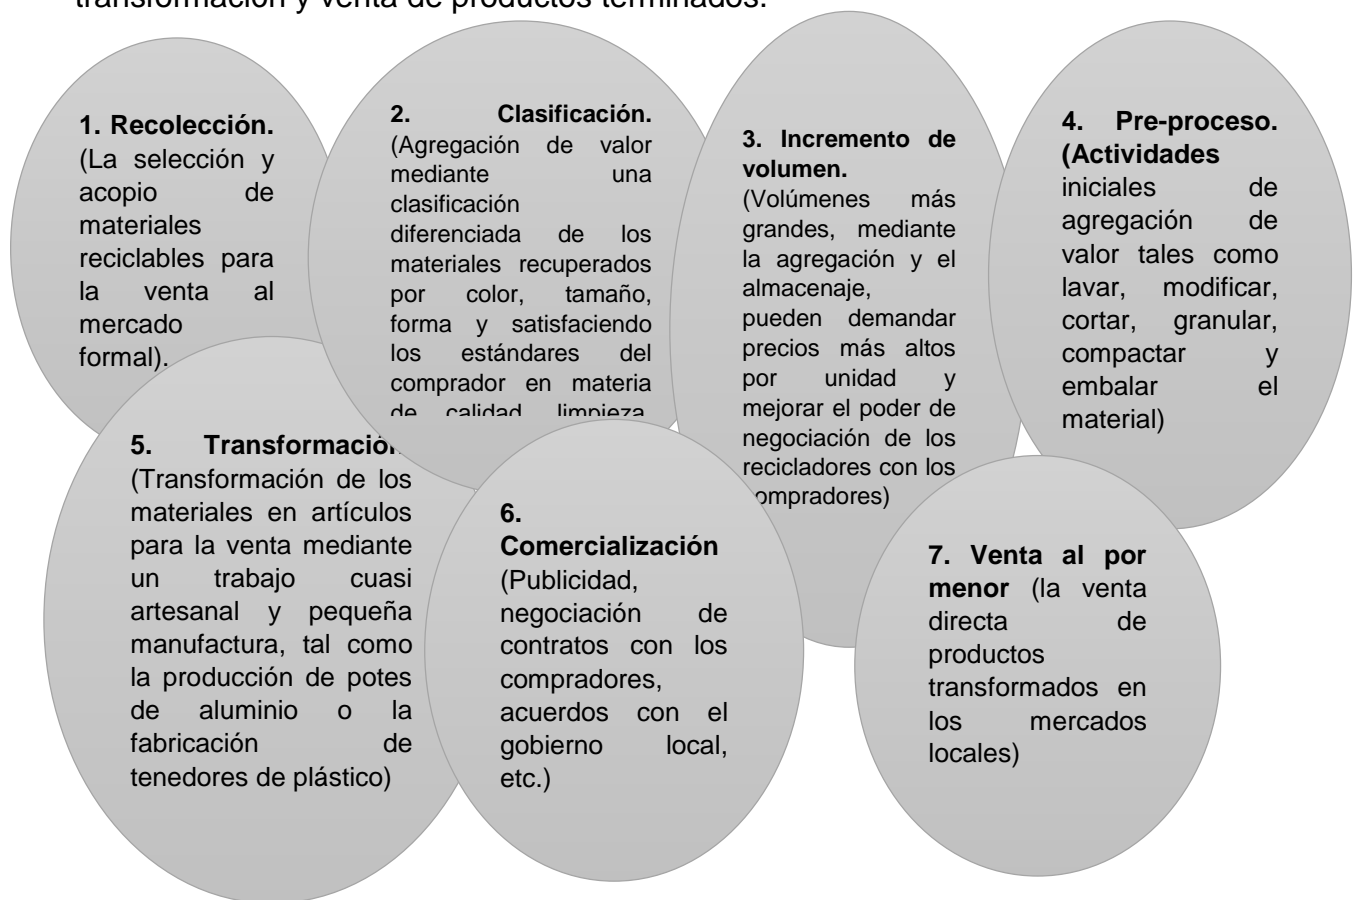 transformación y venta de productos terminados.
1. Recolección.
(La selección y
acopio de
materiales
reciclables para
la venta al
mercado
formal).
2. Clasificación.
(Agregación de valor
mediante una
clasificación
diferenciada de los
materiales recuperados
por color, tamaño,
forma y satisfaciendo
los estándares del
comprador en materia
de calidad, limpieza,
3. Incremento de
volumen.
(Volúmenes más
grandes, mediante
la agregación y el
almacenaje,
pueden demandar
precios más altos
por unidad y
mejorar el poder de
negociación de los
recicladores con los
compradores)
4. Pre-proceso.
(Actividades
iniciales de
agregación de
valor tales como
lavar, modificar,
cortar, granular,
compactar y
embalar el
material)
5. Transformación.
(Transformación de los
materiales en artículos
para la venta mediante
un trabajo cuasi
artesanal y pequeña
manufactura, tal como
la producción de potes
de aluminio o la
fabricación de
tenedores de plástico)
6.
Comercialización
(Publicidad,
negociación de
contratos con los
compradores,
acuerdos con el
gobierno local,
etc.)
7. Venta al por
menor (la venta
directa de
productos
transformados en
los mercados
locales)